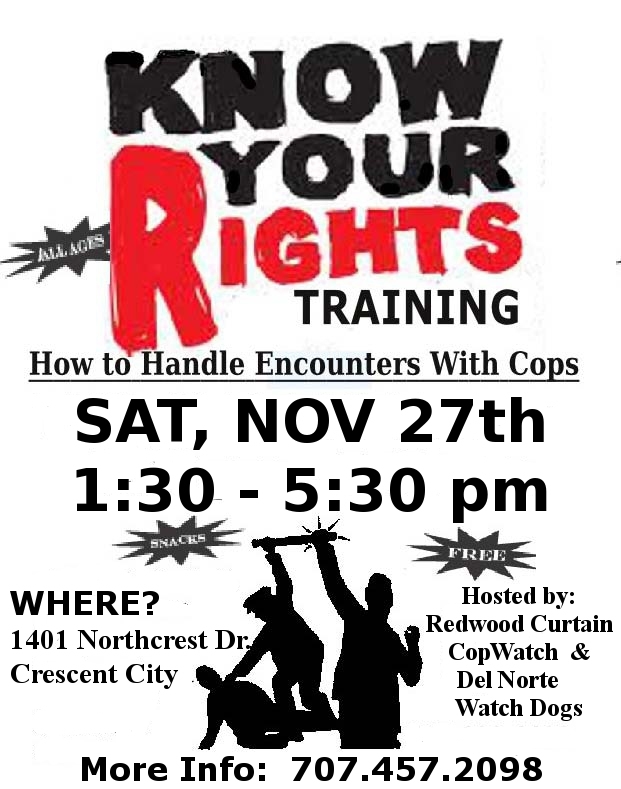 KNOW
YOUR
RIGHTS
ALL AGES
TRAINING
How to Handle Encounters With Cops
SAT, NOV 27th
1:30 - 5:30 pm
SNACKS
FREE
WHERE?
1401 Northcrest Dr.
Crescent City
Hosted by:
Redwood Curtain
CopWatch &
Del Norte
Watch Dogs
More Info: 707.457.2098